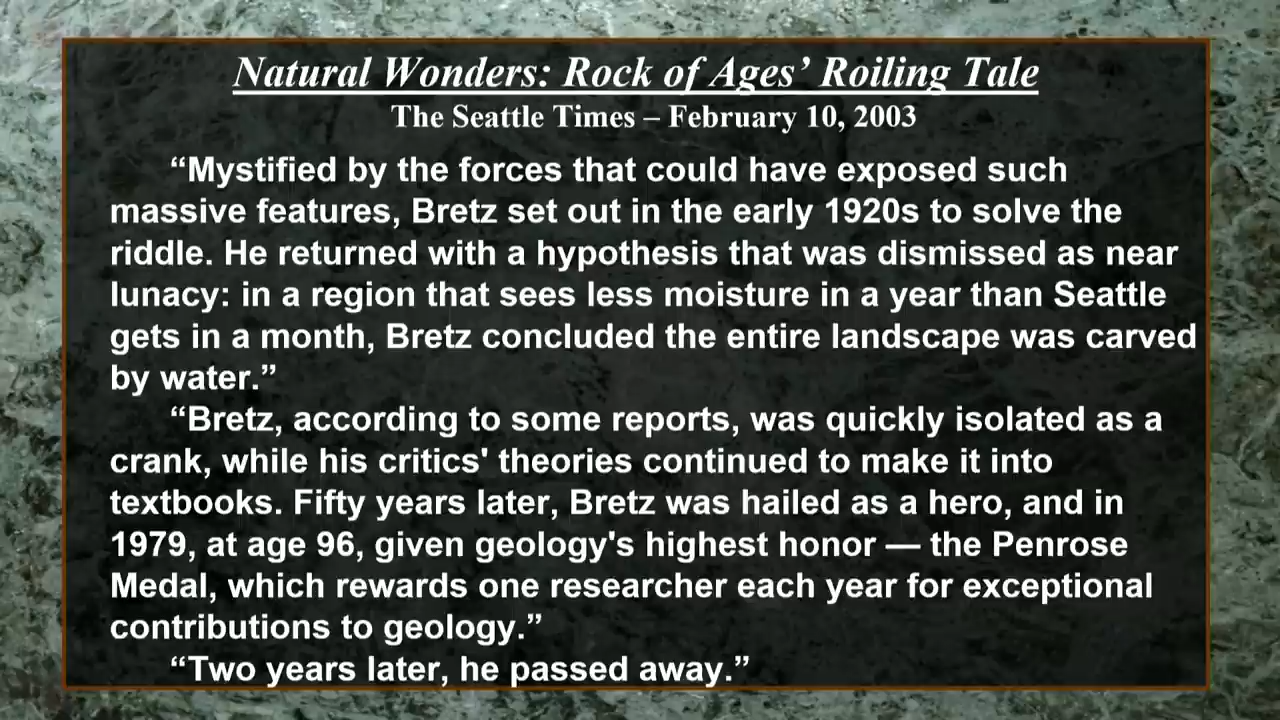 Natural Wonders: Rock of Ages’ Roiling Tale
The Seattle Times – February 10, 2003
“Mystified by the forces that could have exposed such
massive features, Bretz set out in the early 1920s to solve the
riddle. He returned with a hypothesis that was dismissed as near
lunacy: in a region that sees less moisture in a year than Seattle
gets in a month, Bretz concluded the entire landscape was carved
by water.”
“Bretz, according to some reports, was quickly isolated as a
crank, while his critics' theories continued to make it into
textbooks. Fifty years later, Bretz was hailed as a hero, and in
1979, at age 96, given geology's highest honor — the Penrose
Medal, which rewards one researcher each year for exceptional
contributions to geology.”
“Two years later, he passed away.”